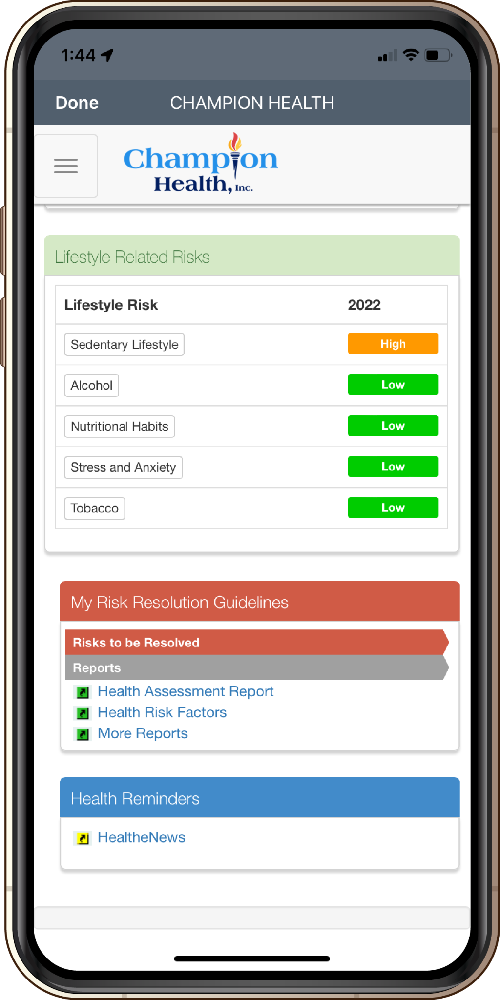 1:44
Done CHAMPION HEALTH
Champion
Health, Inc.
Lifestyle Related Risks
Lifestyle Risk 2022
Sedentary Lifestyle High
Alcohol Low
Nutritional Habits Low
Stress and Anxiety Low
Tobacco Low
My Risk Resolution Guidelines
Risks to be Resolved
Reports
Health Assessment Report
Health Risk Factors
More Reports
Health Reminders
HealtheNews